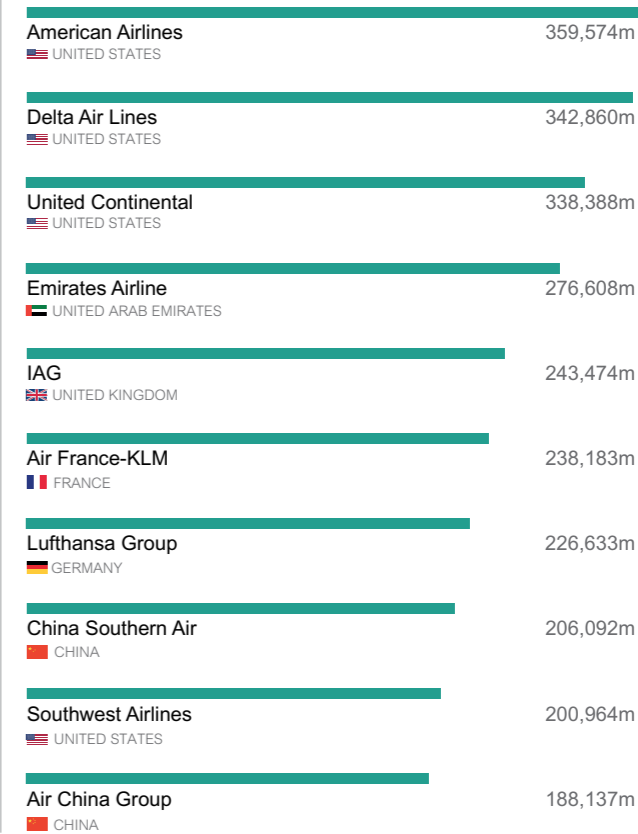 American Airlines 359,574m
UNITED STATES
Delta Air Lines 342,860m
UNITED STATES
United Continental 338,388m
UNITED STATES
Emirates Airline 276,608m
UNITED ARAB EMIRATES
IAG 243,474m
UNITED KINGDOM
Air France-KLM 238,183m
FRANCE
Lufthansa Group 226,633m
GERMANY
China Southern Air 206,092m
CHINA
Southwest Airlines 200,964m
UNITED STATES
Air China Group 188,137m
CHINA